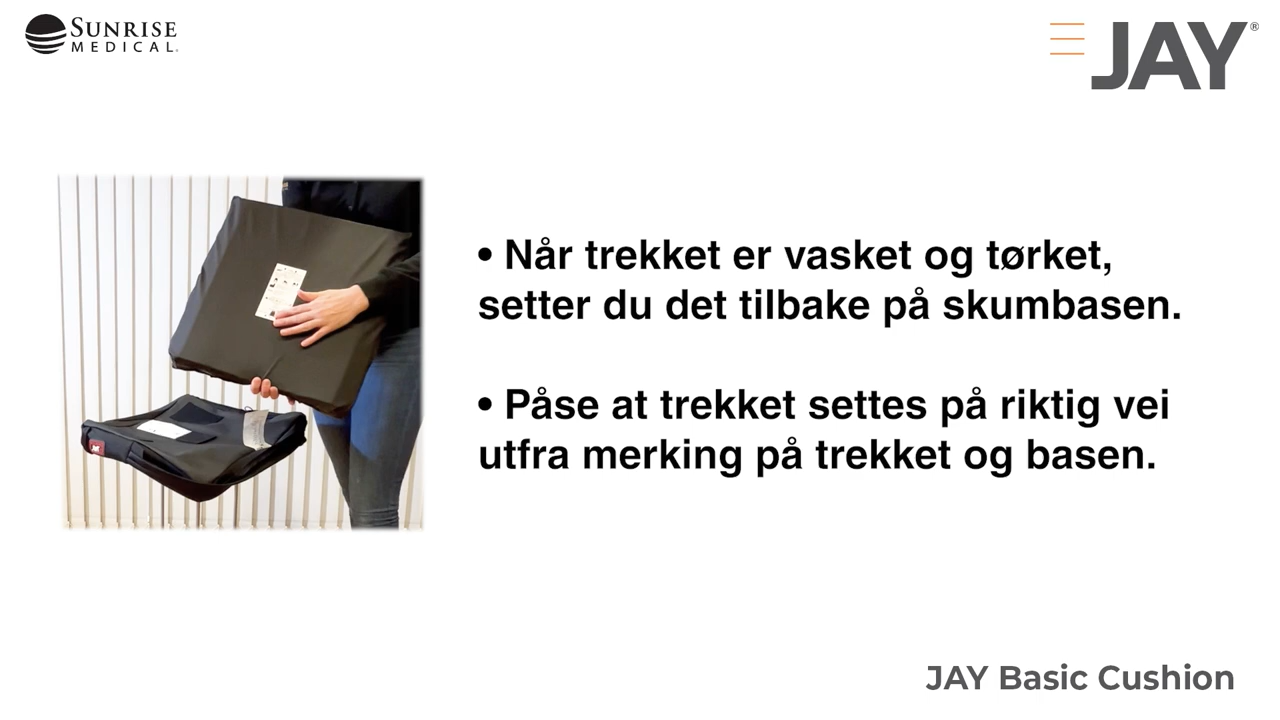 SUNRISE
MEDICAL
JAY®
• Når trekket er vasket og tørket,
setter du det tilbake på skumbasen.
• Påse at trekket settes på riktig vei
utfra merking på trekket og basen.
JAY Basic Cushion